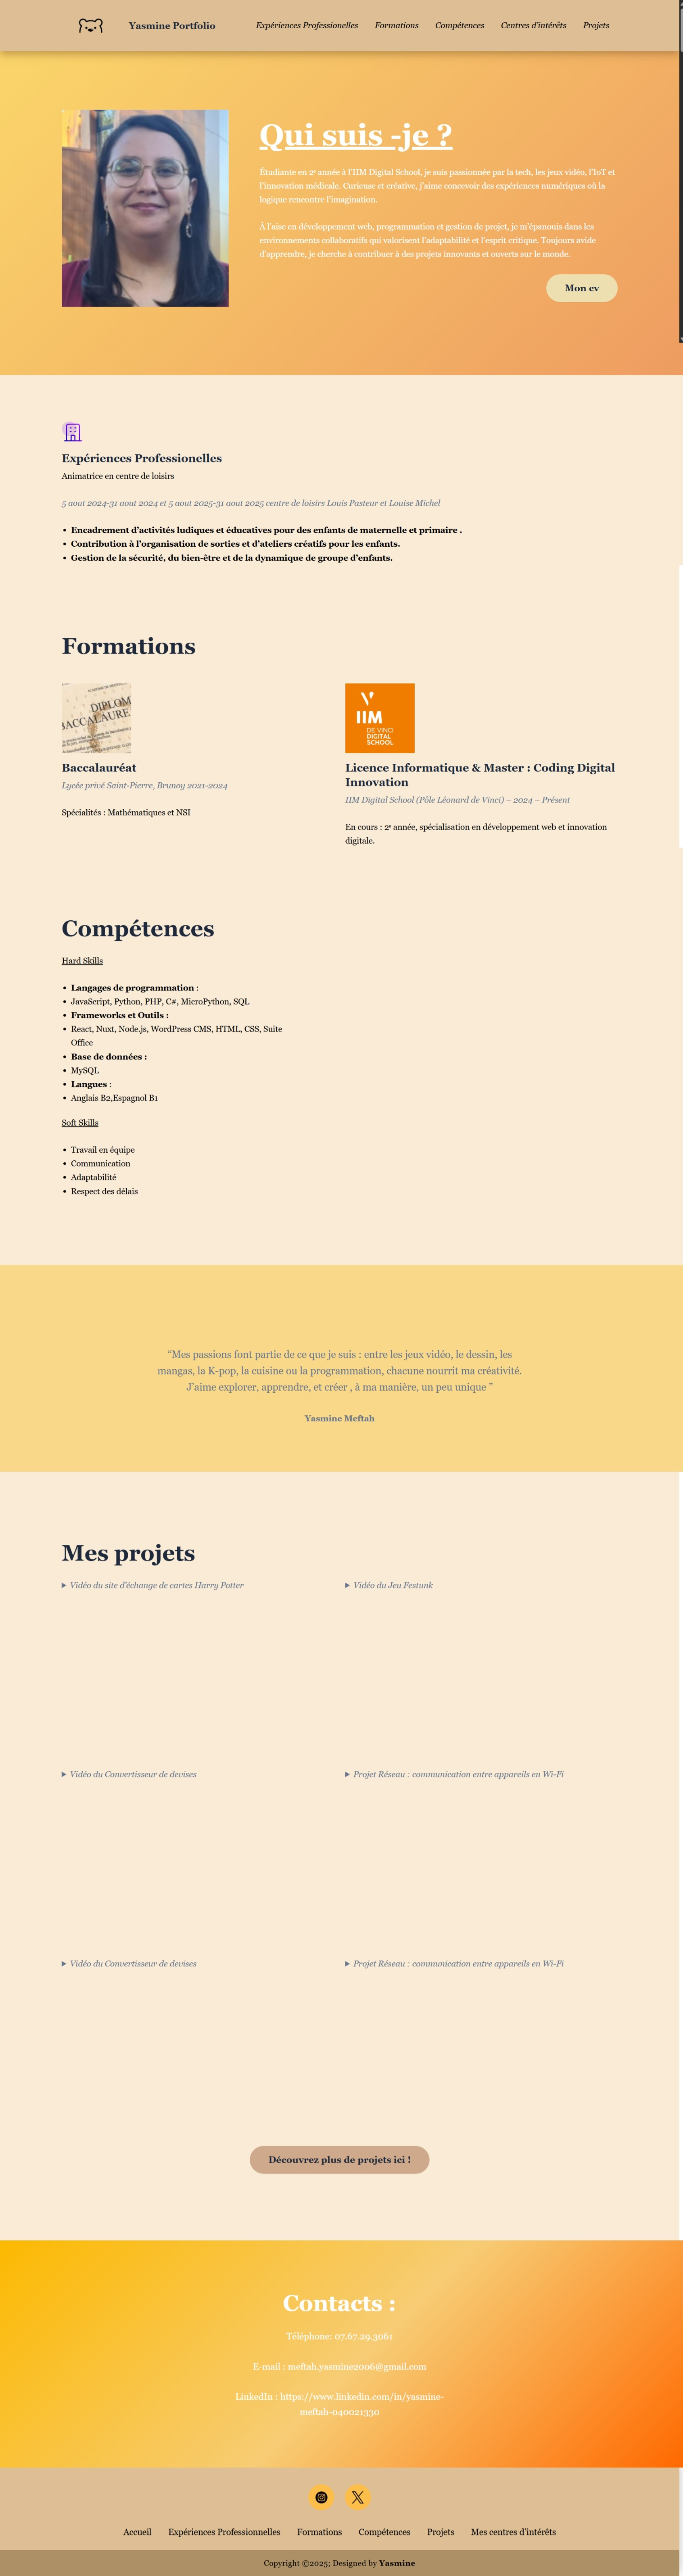 Yasmine Portfolio
Expériences Professionelles
Formations
Compétences
Centres d'intérêts
Projets
Qui suis -je ?
Étudiante en 2ᵉ année à l'IIM Digital School, je suis passionnée par la tech, les jeux vidéo, l'IoT et
l'innovation médicale. Curieuse et créative, j'aime concevoir des expériences numériques où la
logique rencontre l'imagination.
À l'aise en développement web, programmation et gestion de projet, je m'épanouis dans les
environnements collaboratifs qui valorisent l'adaptabilité et l'esprit critique. Toujours avide
d'apprendre, je cherche à contribuer à des projets innovants et ouverts sur le monde.
Mon cv
Expériences Professionelles
Animatrice en centre de loisirs
5 aout 2024-31 aout 2024 et 5 aout 2025-31 aout 2025 centre de loisirs Louis Pasteur et Louise Michel
• Encadrement d'activités ludiques et éducatives pour des enfants de maternelle et primaire .
• Contribution à l'organisation de sorties et d'ateliers créatifs pour les enfants.
• Gestion de la sécurité, du bien-être et de la dynamique de groupe d'enfants.
Formations
DIPLOM
BACCALAURE
Baccalauréat
Lycée privé Saint-Pierre, Brunoy 2021-2024
Spécialités : Mathématiques et NSI
IIM
DE VINCI
DIGITAL
SCHOOL
Licence Informatique & Master : Coding Digital
Innovation
IIM Digital School (Pôle Léonard de Vinci) – 2024 – Présent
En cours : 2ᵉ année, spécialisation en développement web et innovation
digitale.
Compétences
Hard Skills
• Langages de programmation :
• JavaScript, Python, PHP, C#, MicroPython, SQL
• Frameworks et Outils :
• React, Nuxt, Node.js, WordPress CMS, HTML, CSS, Suite
Office
• Base de données :
• MySQL
• Langues :
• Anglais B2,Espagnol B1
Soft Skills
• Travail en équipe
• Communication
• Adaptabilité
• Respect des délais
"Mes passions font partie de ce que je suis : entre les jeux vidéo, le dessin, les
mangas, la K-pop, la cuisine ou la programmation, chacune nourrit ma créativité.
J'aime explorer, apprendre, et créer , à ma manière, un peu unique "
Yasmine Meftah
Mes projets
Vidéo du site d'échange de cartes Harry Potter
Vidéo du Jeu Festunk
Vidéo du Convertisseur de devises
Projet Réseau : communication entre appareils en Wi-Fi
Vidéo du Convertisseur de devises
Projet Réseau : communication entre appareils en Wi-Fi
Découvrez plus de projets ici !
Contacts :
Téléphone: 07.67.29.3061
E-mail : meftah.yasmine2006@gmail.com
LinkedIn : https://www.linkedin.com/in/yasmine-
meftah-040021330
Accueil
Expériences Professionnelles
Formations
Compétences
Projets
Mes centres d'intérêts
Copyright ©2025; Designed by Yasmine